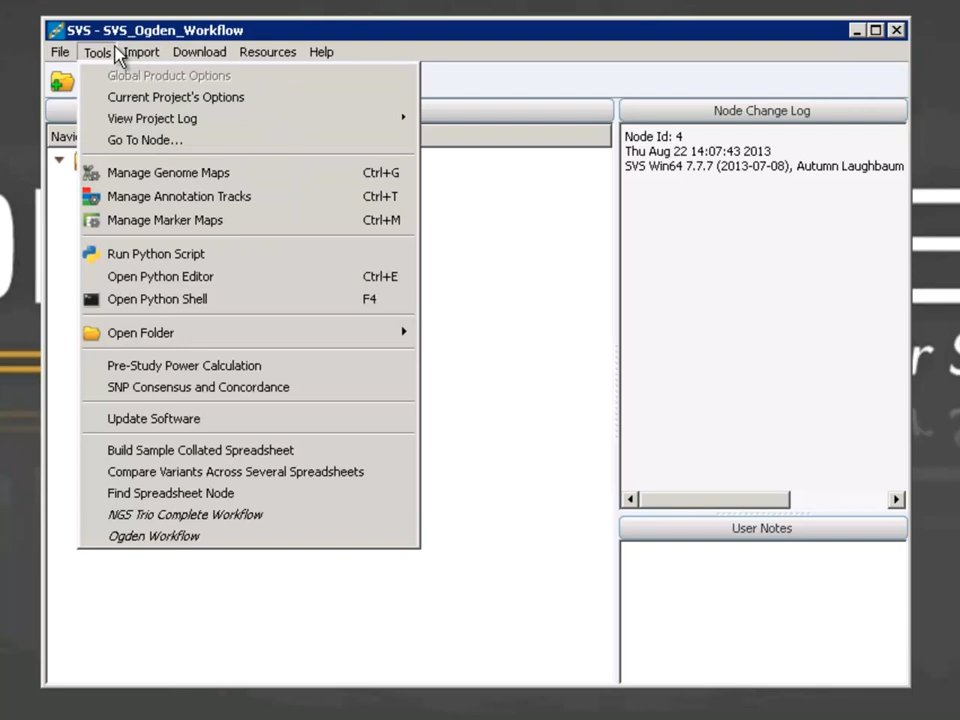 SVS - SVS_Ogden_Workflow
File Tools Import Download Resources Help
Global Product Options
Current Project's Options
View Project Log
Go To Node...
Manage Genome Maps Ctrl+G
Manage Annotation Tracks Ctrl+T
Manage Marker Maps Ctrl+M
Run Python Script
Open Python Editor Ctrl+E
Open Python Shell F4
Open Folder
Pre-Study Power Calculation
SNP Consensus and Concordance
Update Software
Build Sample Collated Spreadsheet
Compare Variants Across Several Spreadsheets
Find Spreadsheet Node
NGS Trio Complete Workflow
Ogden Workflow
Navi
Node Change Log
Node Id: 4
Thu Aug 22 14:07:43 2013
SVS Win64 7.7.7 (2013-07-08), Autumn Laughbaum
User Notes